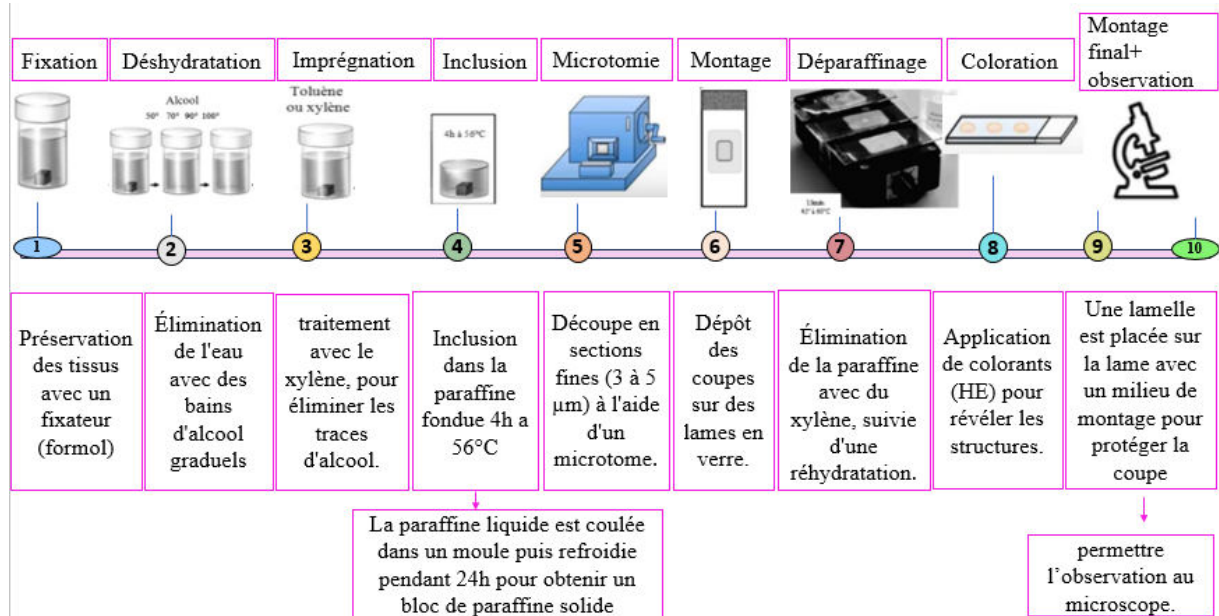 Fixation
Déshydratation
Imprégnation
Inclusion
Microtomie
Montage
Déparaffinage
Coloration
Montage
final+
observation
Alcool
50° 70° 90° 100°
Toluène
ou xylène
4h à 56°C
1
2
3
4
5
6
7
8
9
10
Préservation
des tissus
avec un
fixateur
(formol)
Élimination
de l'eau
avec des
bains
d'alcool
graduels
traitement
avec le
xylène, pour
éliminer les
traces
d'alcool.
Inclusion
dans la
paraffine
fondue 4h a
56°C
Découpe en
sections
fines (3 à 5
µm) à l'aide
d'un
microtome.
Dépôt
des
coupes
sur des
lames en
verre.
Élimination
de la paraffine
avec du
xylène, suivie
d'une
réhydratation.
Application
de colorants
(HE) pour
révéler les
structures.
Une lamelle
est placée sur
la lame avec
un milieu de
montage pour
protéger la
coupe
La paraffine liquide est coulée
dans un moule puis refroidie
pendant 24h pour obtenir un
bloc de paraffine solide
permettre
l’observation au
microscope.